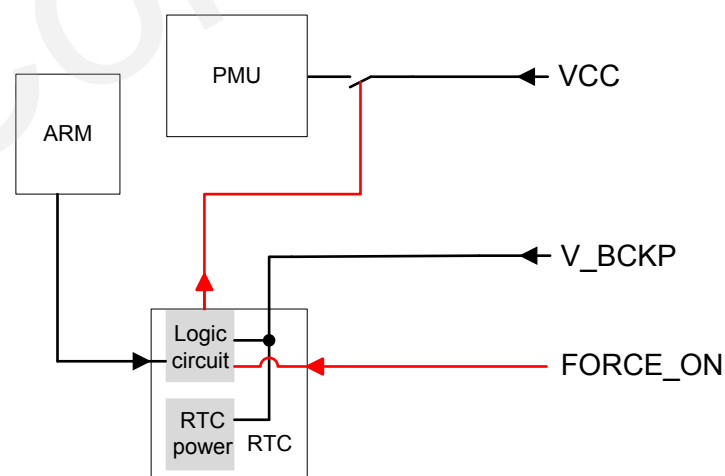 PMU
VCC
ARM
V_BCKP
Logic
circuit
FORCE_ON
RTC
power
RTC